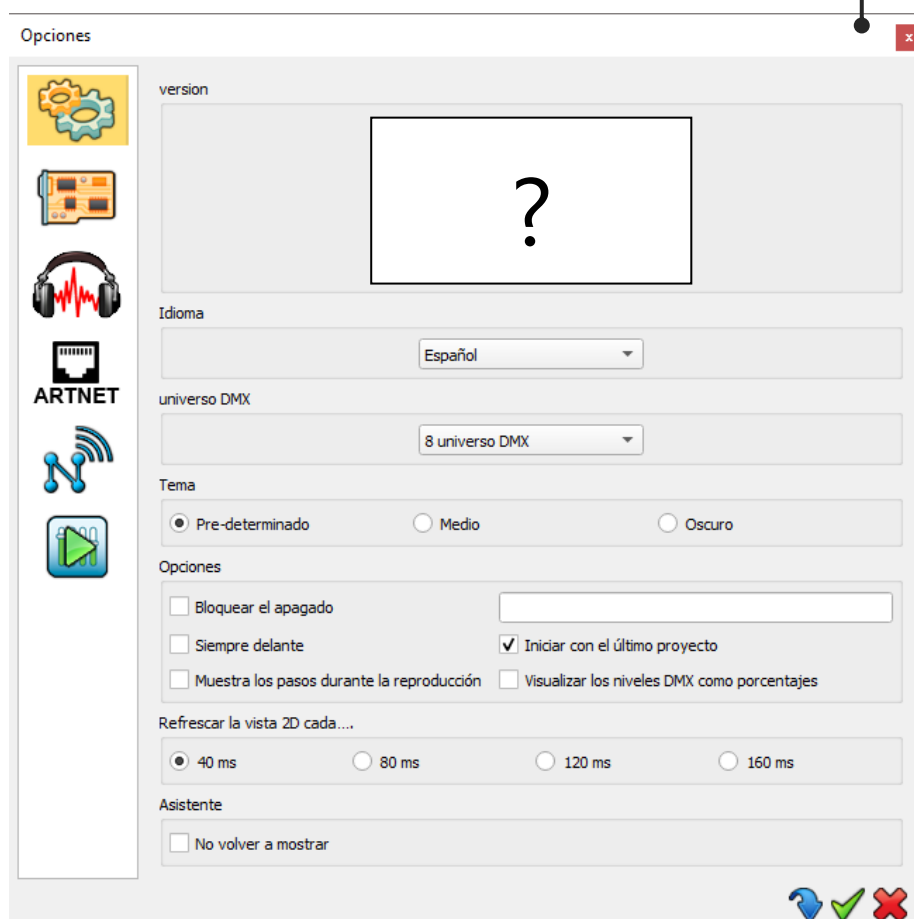 Opciones
x
version
?
Idioma
Español
ARTNET
universo DMX
8 universo DMX
N
Tema
Pre-determinado Medio Oscuro
Opciones
Bloquear el apagado
Siempre delante Iniciar con el último proyecto
Muestra los pasos durante la reproducción Visualizar los niveles DMX como porcentajes
Refrescar la vista 2D cada....
40 ms 80 ms 120 ms 160 ms
Asistente
No volver a mostrar